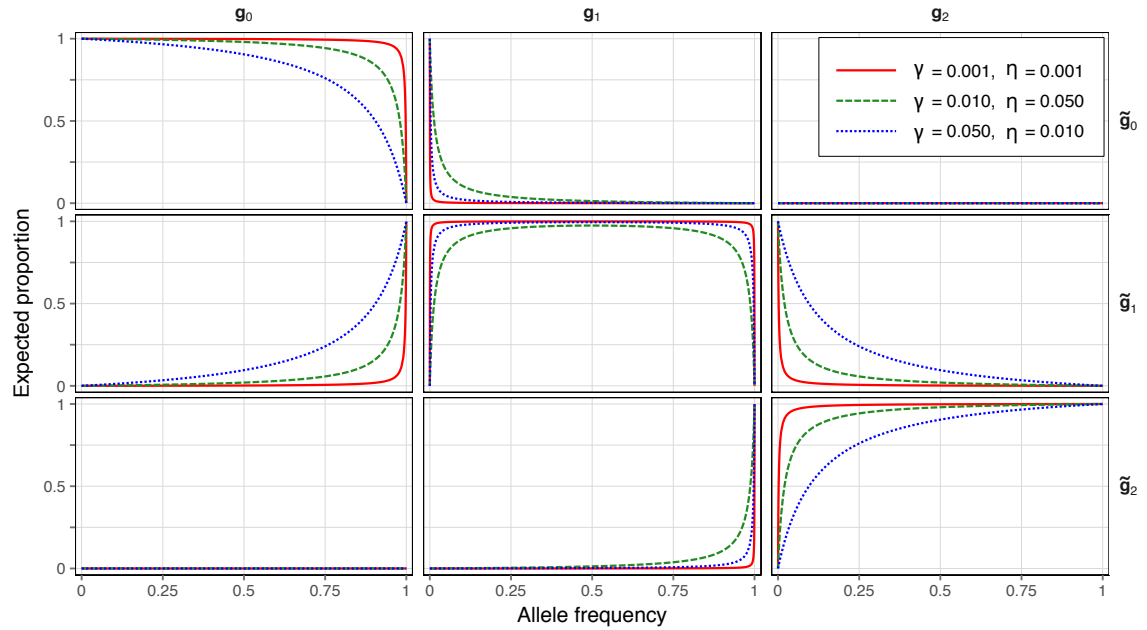 g₀ g₁ g₂
γ = 0.001, η = 0.001
γ = 0.010, η = 0.050
γ = 0.050, η = 0.010
1
0.5
0
g̃₀
1
0.5
0
g̃₁
1
0.5
0
g̃₂
Expected proportion
0 0.25 0.5 0.75 1 0 0.25 0.5 0.75 1 0 0.25 0.5 0.75 1
Allele frequency